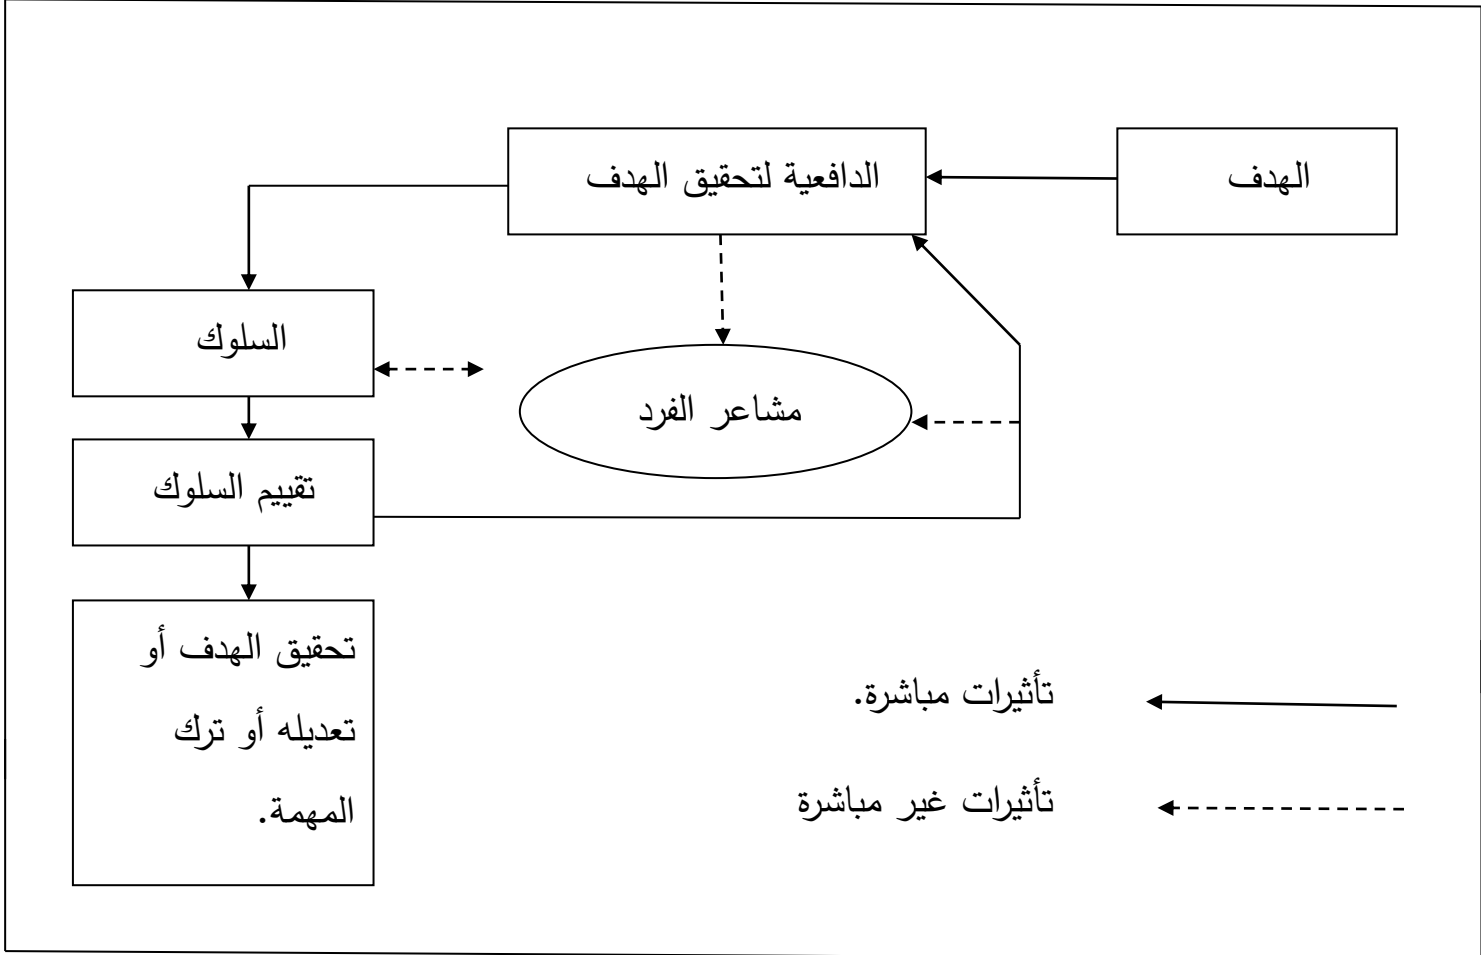 الهدف
الدافعية لتحقيق الهدف
السلوك
مشاعر الفرد
تقييم السلوك
تحقيق الهدف أو
تعديله أو ترك
المهمة.
تأثيرات مباشرة.
تأثيرات غير مباشرة